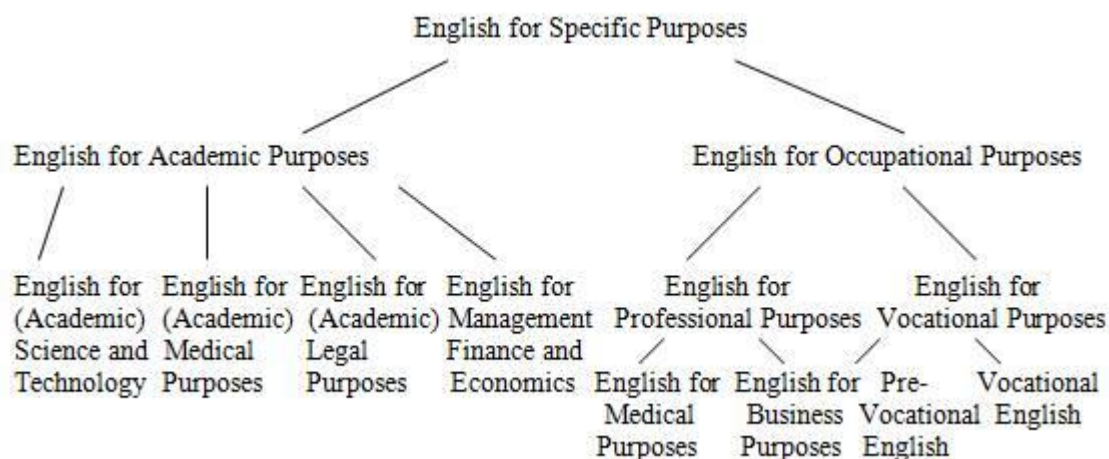 English for Specific Purposes
English for Academic Purposes
English for Occupational Purposes
English for
(Academic)
Science and
Technology
English for
(Academic)
Medical
Purposes
English for
(Academic)
Legal
Purposes
English for
Management
Finance and
Economics
English for
Professional Purposes
English for
Vocational Purposes
English for
Medical
Purposes
English for
Business
Purposes
Pre-
Vocational
English
Vocational
English